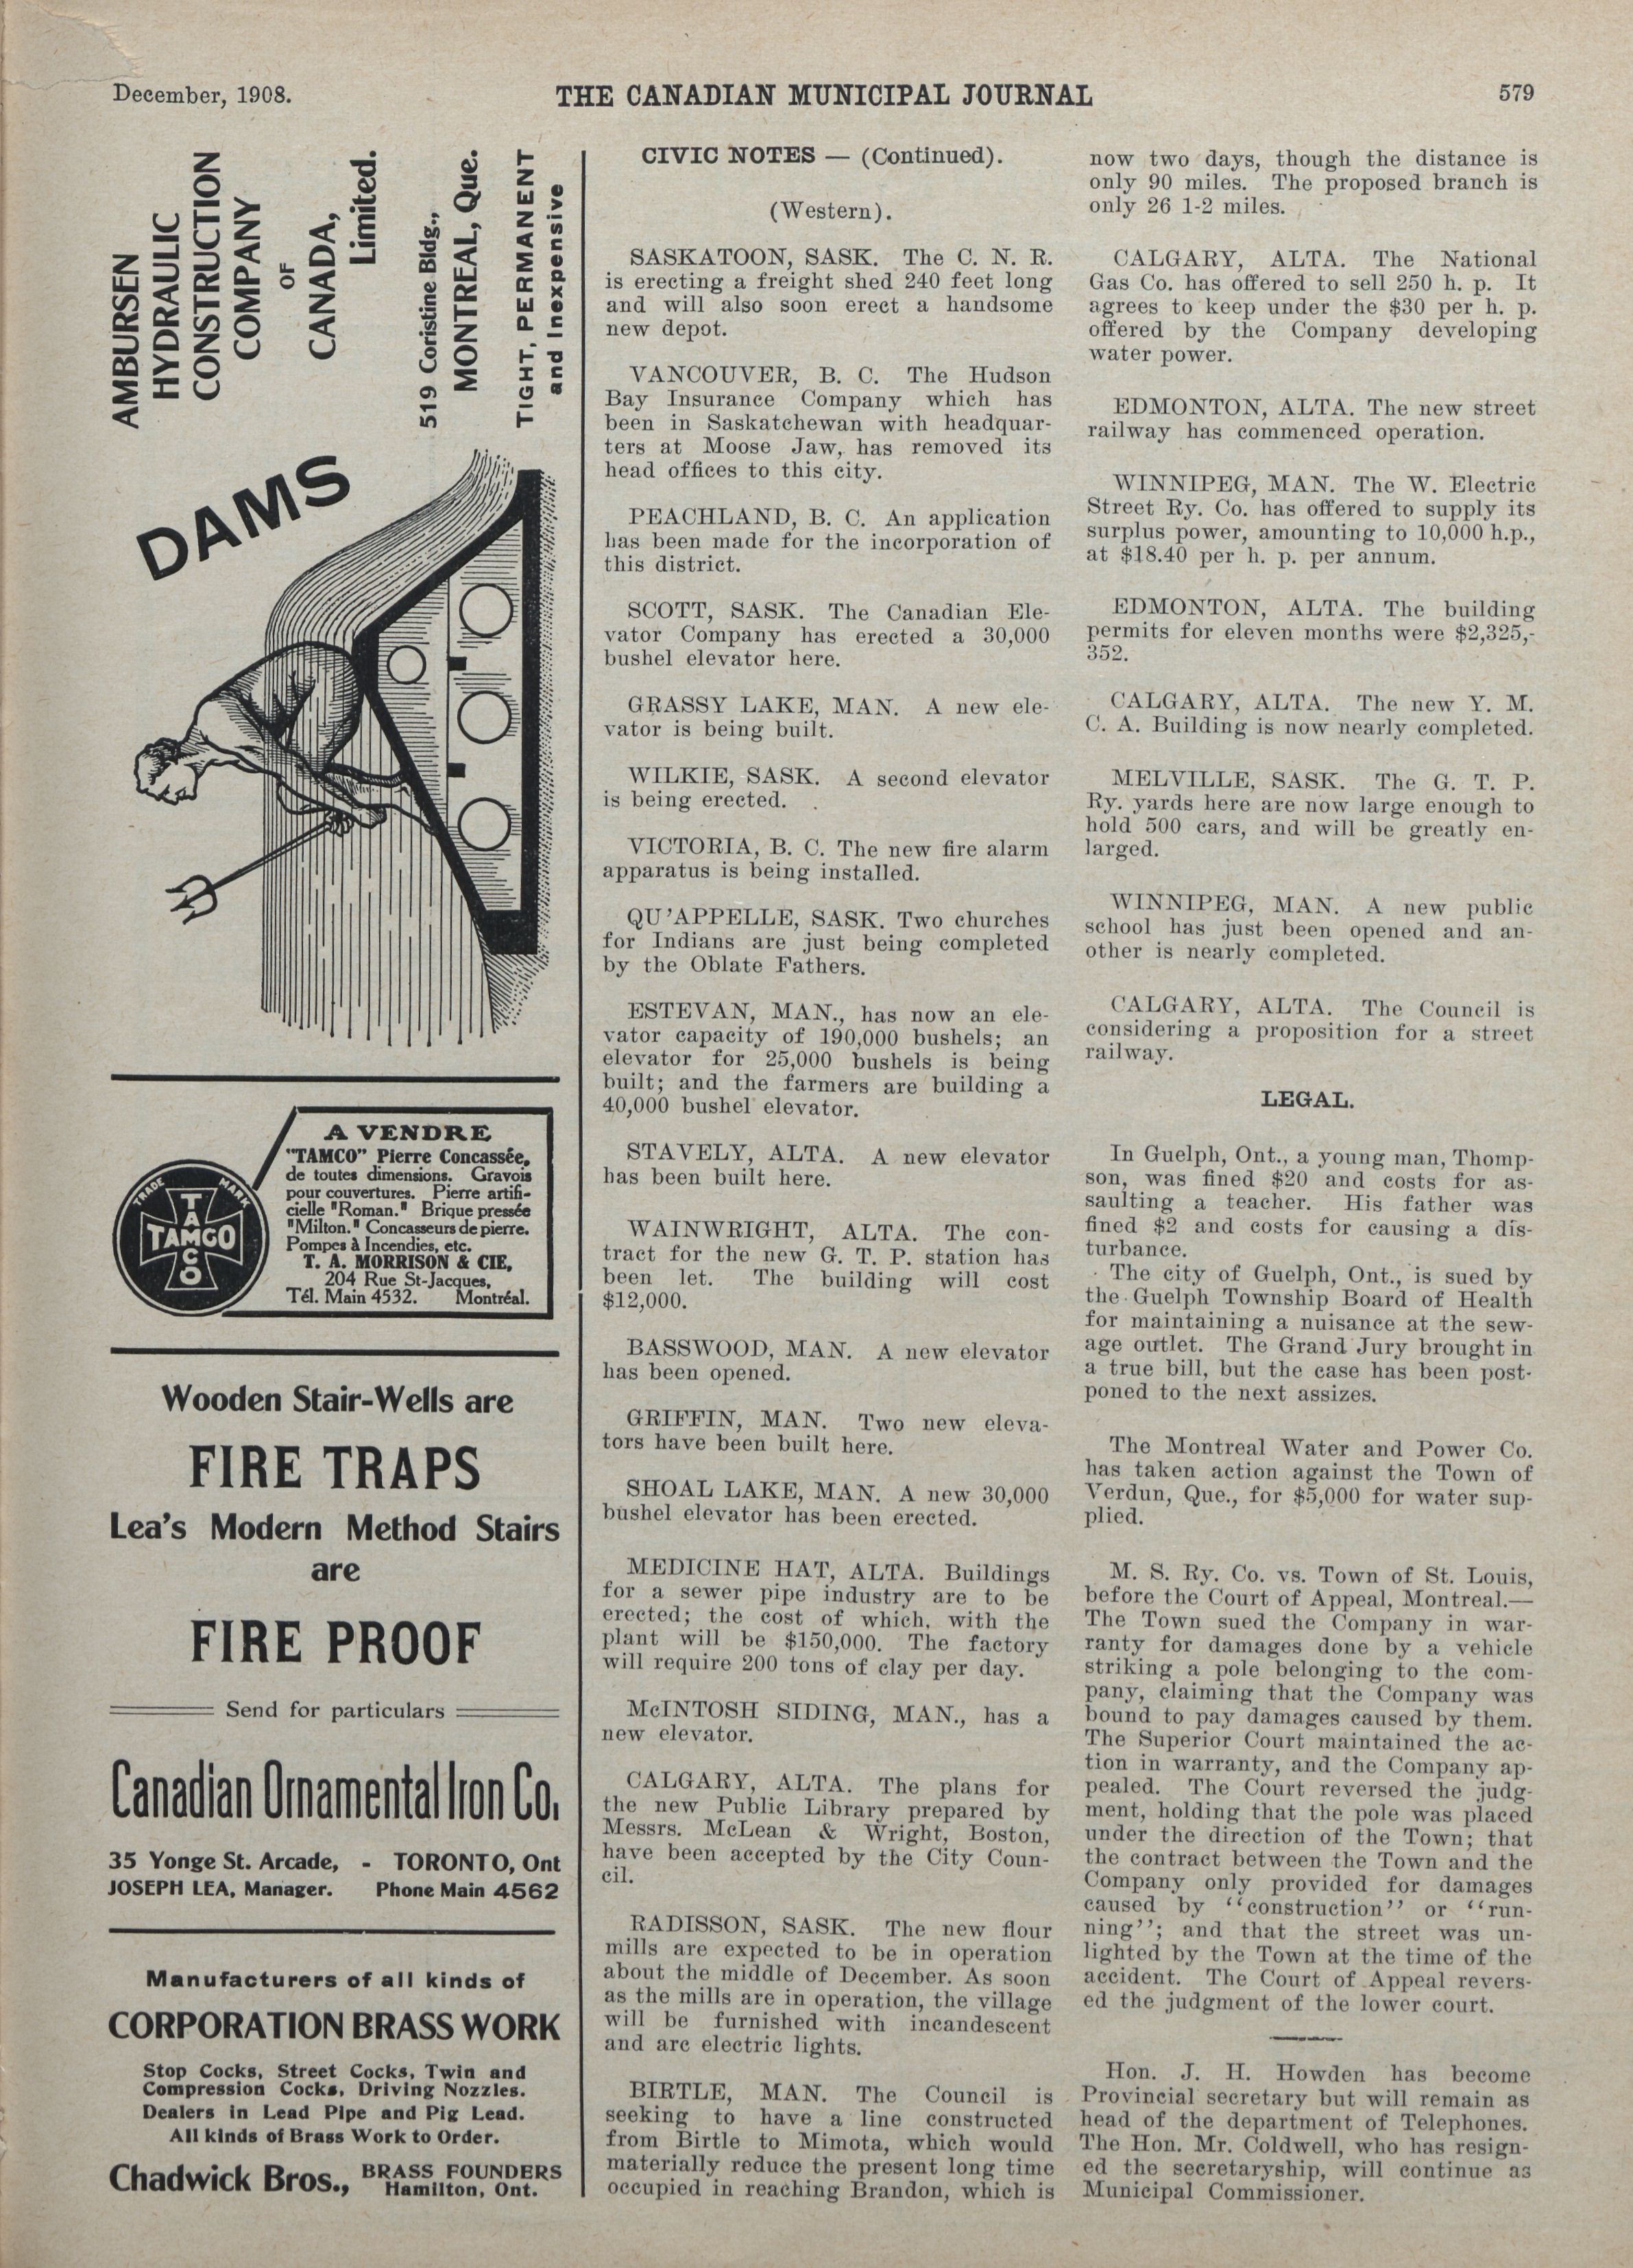 December, 1908.
THE CANADIAN MUNICIPAL JOURNAL
579
AMBURSEN
HYDRAULIC
CONSTRUCTION
COMPANY
OF
CANADA,
Limited.
519 Coristine Bldg.,
MONTREAL, Que.
TIGHT, PERMANENT
and Inexpensive
DAMS
TRADE MARK
TAMCO
TAMCO
A VENDRE
"TAMCO" Pierre Concassée,
de toutes dimensions. Gravois
pour couvertures. Pierre artifi-
cielle "Roman." Brique pressée
"Milton." Concasseurs de pierre.
Pompes à Incendies, etc.
T. A. MORRISON & CIE,
204 Rue St-Jacques,
Tél. Main 4532. Montréal.
Wooden Stair-Wells are
FIRE TRAPS
Lea's Modern Method Stairs
are
FIRE PROOF
Send for particulars
Canadian Ornamental Iron Co.
35 Yonge St. Arcade, - TORONTO, Ont
JOSEPH LEA, Manager. Phone Main 4562
Manufacturers of all kinds of
CORPORATION BRASS WORK
Stop Cocks, Street Cocks, Twin and
Compression Cocks, Driving Nozzles.
Dealers in Lead Pipe and Pig Lead.
All kinds of Brass Work to Order.
Chadwick Bros., BRASS FOUNDERS
Hamilton, Ont.
CIVIC NOTES — (Continued).
(Western).
SASKATOON, SASK. The C. N. R.
is erecting a freight shed 240 feet long
and will also soon erect a handsome
new depot.
VANCOUVER, B. C. The Hudson
Bay Insurance Company which has
been in Saskatchewan with headquar-
ters at Moose Jaw, has removed its
head offices to this city.
PEACHLAND, B. C. An application
has been made for the incorporation of
this district.
SCOTT, SASK. The Canadian Ele-
vator Company has erected a 30,000
bushel elevator here.
GRASSY LAKE, MAN. A new ele-
vator is being built.
WILKIE, SASK. A second elevator
is being erected.
VICTORIA, B. C. The new fire alarm
apparatus is being installed.
QU'APPELLE, SASK. Two churches
for Indians are just being completed
by the Oblate Fathers.
ESTEVAN, MAN., has now an ele-
vator capacity of 190,000 bushels; an
elevator for 25,000 bushels is being
built; and the farmers are building a
40,000 bushel elevator.
STAVELY, ALTA. A new elevator
has been built here.
WAINWRIGHT, ALTA. The con-
tract for the new G. T. P. station has
been let. The building will cost
$12,000.
BASSWOOD, MAN. A new elevator
has been opened.
GRIFFIN, MAN. Two new eleva-
tors have been built here.
SHOAL LAKE, MAN. A new 30,000
bushel elevator has been erected.
MEDICINE HAT, ALTA. Buildings
for a sewer pipe industry are to be
erected; the cost of which, with the
plant will be $150,000. The factory
will require 200 tons of clay per day.
McINTOSH SIDING, MAN., has a
new elevator.
CALGARY, ALTA. The plans for
the new Public Library prepared by
Messrs. McLean & Wright, Boston,
have been accepted by the City Coun-
cil.
RADISSON, SASK. The new flour
mills are expected to be in operation
about the middle of December. As soon
as the mills are in operation, the village
will be furnished with incandescent
and arc electric lights.
BIRTLE, MAN. The Council is
seeking to have a line constructed
from Birtle to Mimota, which would
materially reduce the present long time
occupied in reaching Brandon, which is
now two days, though the distance is
only 90 miles. The proposed branch is
only 26 1-2 miles.
CALGARY, ALTA. The National
Gas Co. has offered to sell 250 h. p. It
agrees to keep under the $30 per h. p.
offered by the Company developing
water power.
EDMONTON, ALTA. The new street
railway has commenced operation.
WINNIPEG, MAN. The W. Electric
Street Ry. Co. has offered to supply its
surplus power, amounting to 10,000 h.p.,
at $18.40 per h. p. per annum.
EDMONTON, ALTA. The building
permits for eleven months were $2,325,-
352.
CALGARY, ALTA. The new Y. M.
C. A. Building is now nearly completed.
MELVILLE, SASK. The G. T. P.
Ry. yards here are now large enough to
hold 500 cars, and will be greatly en-
larged.
WINNIPEG, MAN. A new public
school has just been opened and an-
other is nearly completed.
CALGARY, ALTA. The Council is
considering a proposition for a street
railway.
LEGAL.
In Guelph, Ont., a young man, Thomp-
son, was fined $20 and costs for as-
saulting a teacher. His father was
fined $2 and costs for causing a dis-
turbance.
The city of Guelph, Ont., is sued by
the Guelph Township Board of Health
for maintaining a nuisance at the sew-
age outlet. The Grand Jury brought in
a true bill, but the case has been post-
poned to the next assizes.
The Montreal Water and Power Co.
has taken action against the Town of
Verdun, Que., for $5,000 for water sup-
plied.
M. S. Ry. Co. vs. Town of St. Louis,
before the Court of Appeal, Montreal.—
The Town sued the Company in war-
ranty for damages done by a vehicle
striking a pole belonging to the com-
pany, claiming that the Company was
bound to pay damages caused by them.
The Superior Court maintained the ac-
tion in warranty, and the Company ap-
pealed. The Court reversed the judg-
ment, holding that the pole was placed
under the direction of the Town; that
the contract between the Town and the
Company only provided for damages
caused by ''construction'' or ''run-
ning''; and that the street was un-
lighted by the Town at the time of the
accident. The Court of Appeal revers-
ed the judgment of the lower court.
Hon. J. H. Howden has become
Provincial secretary but will remain as
head of the department of Telephones.
The Hon. Mr. Coldwell, who has resign-
ed the secretaryship, will continue as
Municipal Commissioner.